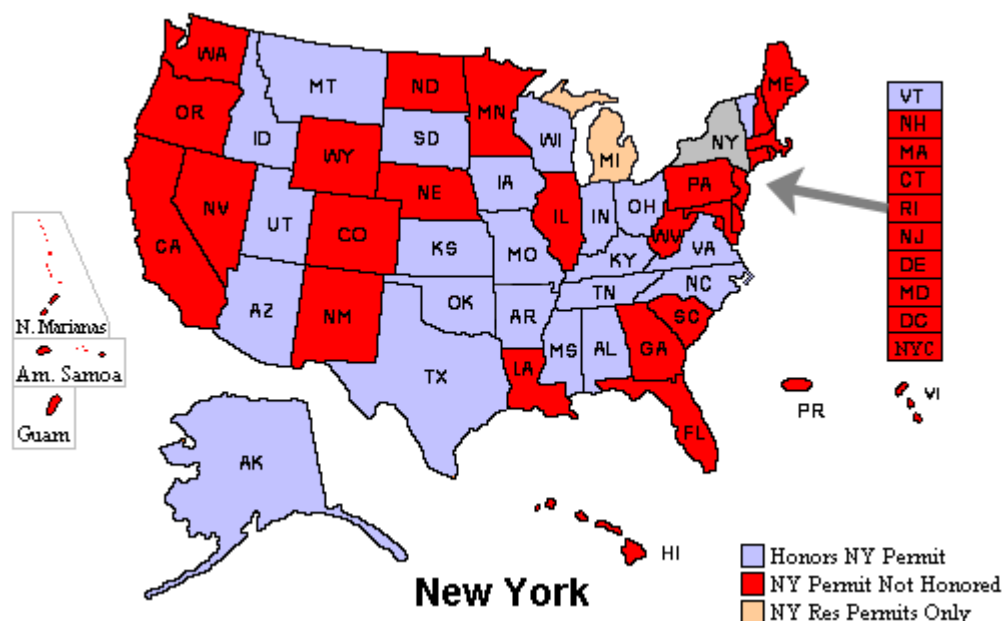 WA
MT
ND
MN
ME
OR
ID
SD
WI
NY
VT
WY
MI
NH
MA
NE
IA
PA
CT
NV
UT
IL
IN
OH
RI
CO
WV
NJ
CA
KS
MO
KY
VA
DE
TN
NC
MD
AZ
NM
OK
AR
SC
DC
N. Marianas
MS
AL
GA
NYC
LA
Am. Samoa
TX
VI
PR
Guam
FL
AK
HI
Honors NY Permit
NY Permit Not Honored
NY Res Permits Only
New York